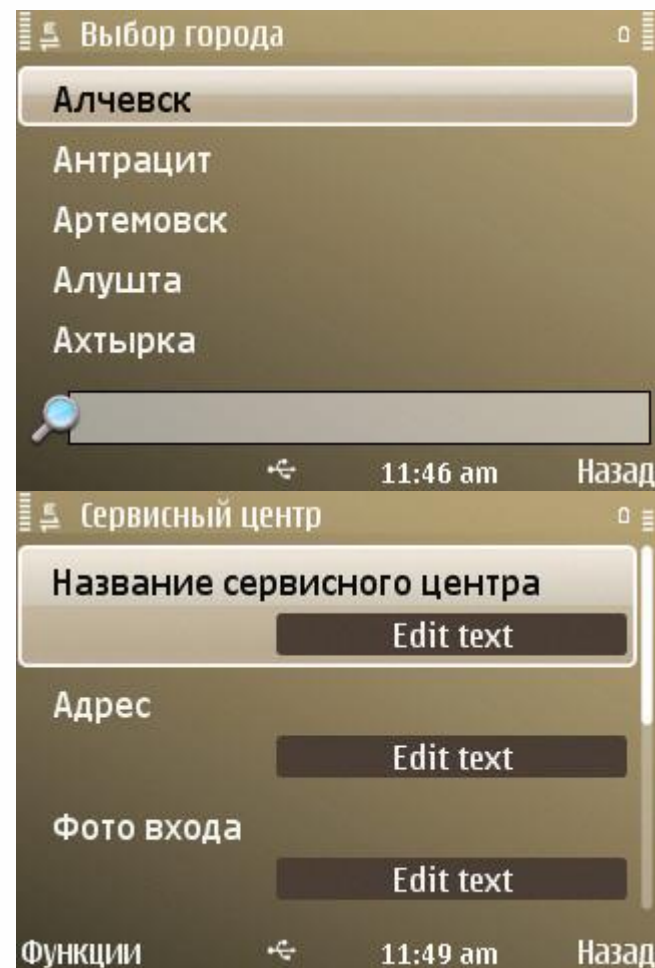 Выбор города
Алчевск
Антрацит
Артемовск
Алушта
Ахтырка
11:46 am Назад
Сервисный центр
Название сервисного центра
Edit text
Адрес
Edit text
Фото входа
Edit text
Функции 11:49 am Назад